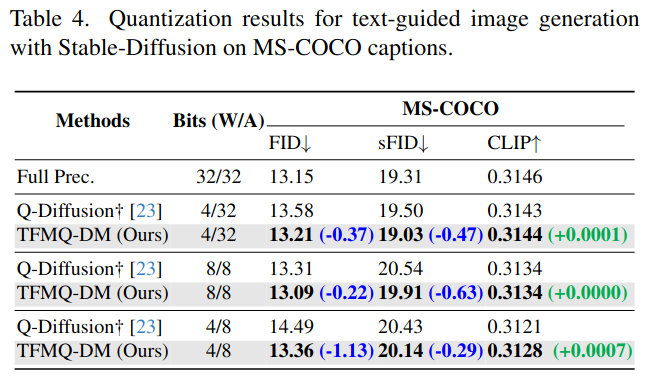 Table 4. Quantization results for text-guided image generation
with Stable-Diffusion on MS-COCO captions.
Methods Bits (W/A) MS-COCO
FID↓ sFID↓ CLIP↑
Full Prec. 32/32 13.15 19.31 0.3146
Q-Diffusion† [23] 4/32 13.58 19.50 0.3143
TFMQ-DM (Ours) 4/32 13.21 (-0.37) 19.03 (-0.47) 0.3144 (+0.0001)
Q-Diffusion† [23] 8/8 13.31 20.54 0.3134
TFMQ-DM (Ours) 8/8 13.09 (-0.22) 19.91 (-0.63) 0.3134 (+0.0000)
Q-Diffusion† [23] 4/8 14.49 20.43 0.3121
TFMQ-DM (Ours) 4/8 13.36 (-1.13) 20.14 (-0.29) 0.3128 (+0.0007)